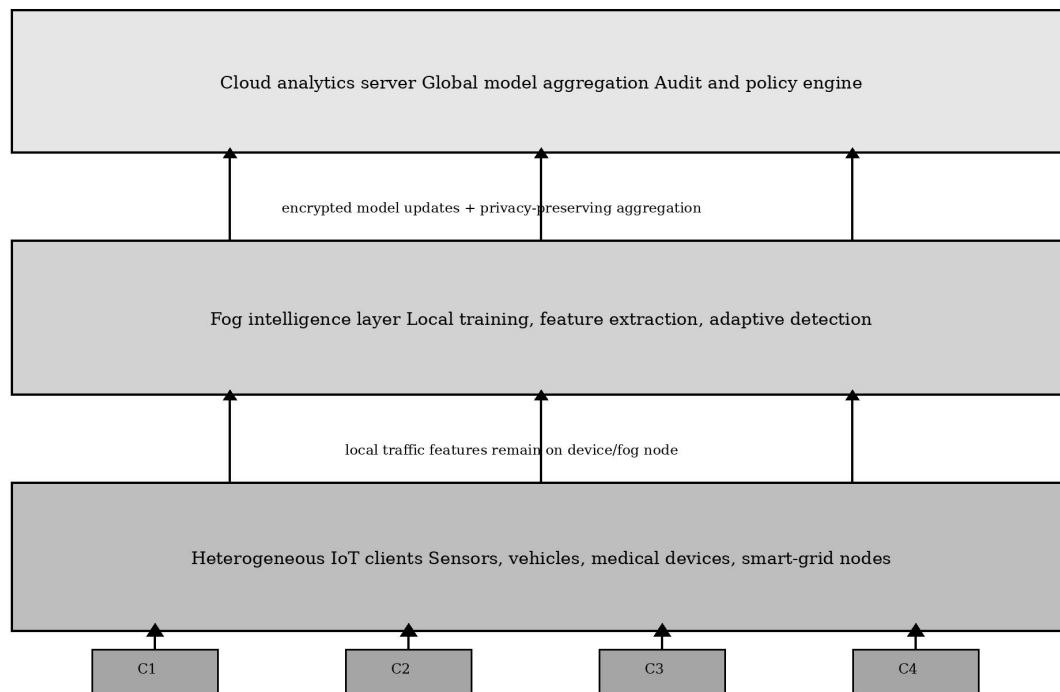 Cloud analytics server Global model aggregation Audit and policy engine
encrypted model updates + privacy-preserving aggregation
Fog intelligence layer Local training, feature extraction, adaptive detection
local traffic features remain on device/fog node
Heterogeneous IoT clients Sensors, vehicles, medical devices, smart-grid nodes
C1
C2
C3
C4